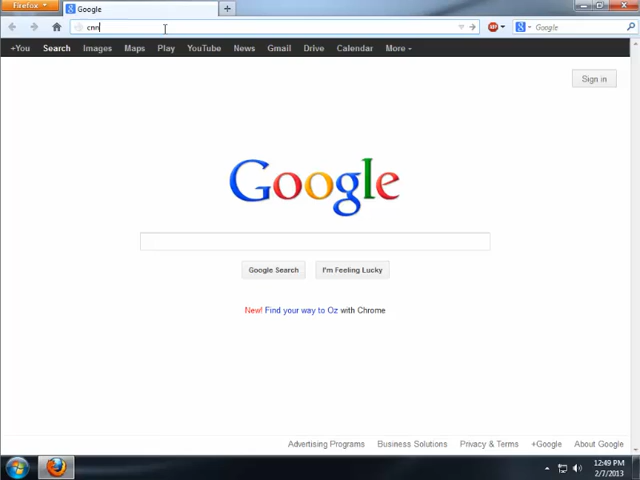 Firefox
Google
cnn
ABP
Google
+You Search Images Maps Play YouTube News Gmail Drive Calendar More
Sign in
Google
Google Search I'm Feeling Lucky
New! Find your way to Oz with Chrome
Advertising Programs Business Solutions Privacy & Terms +Google About Google
12:49 PM
2/7/2013